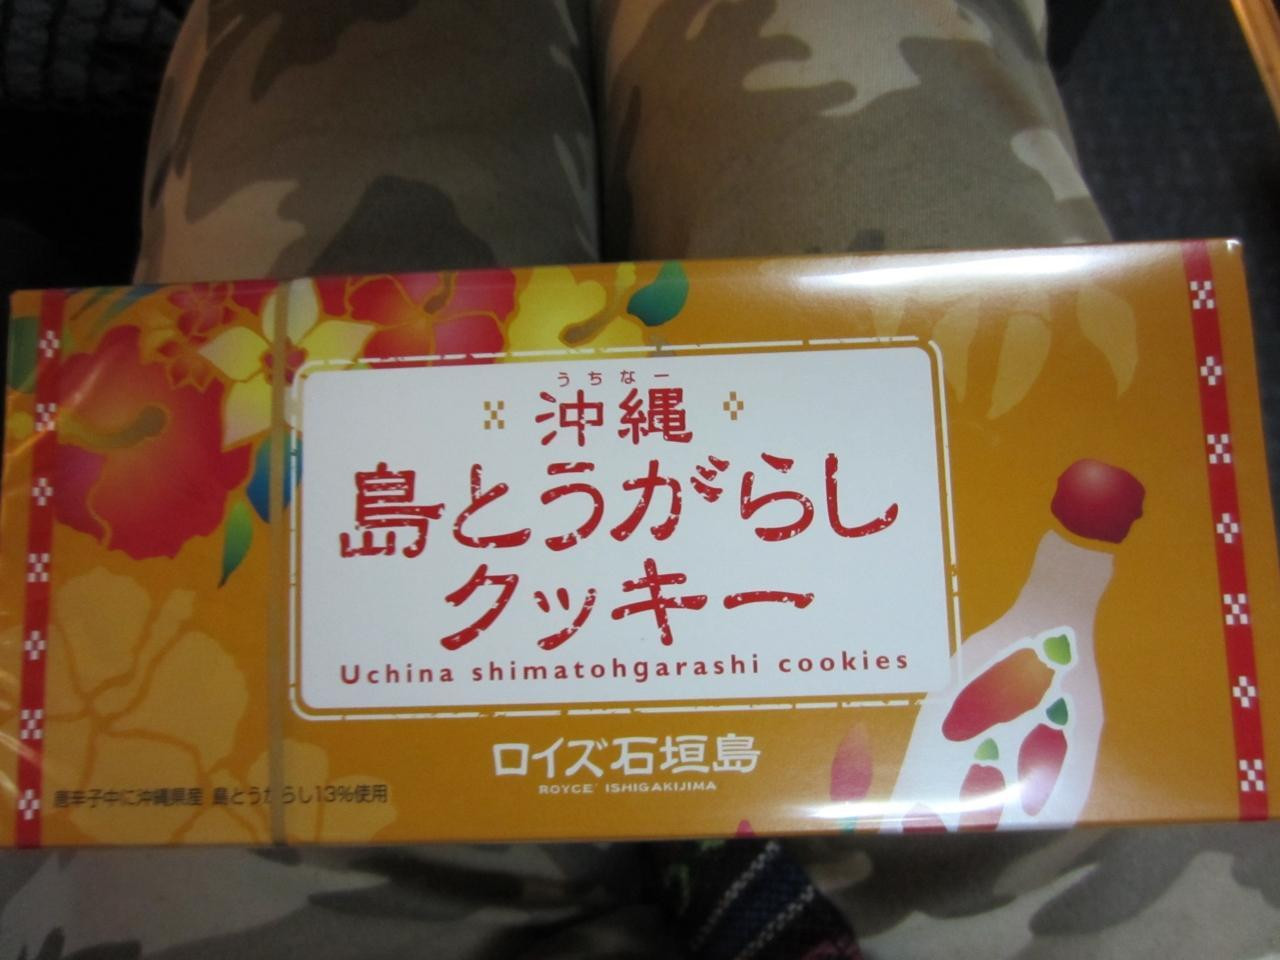 うちなー
沖縄
島とうがらし
クッキー
Uchina shimatohgarashi cookies
ロイズ石垣島
ROYCE' ISHIGAKIJIMA
唐辛子中に沖縄県産 島とうがらし13%使用